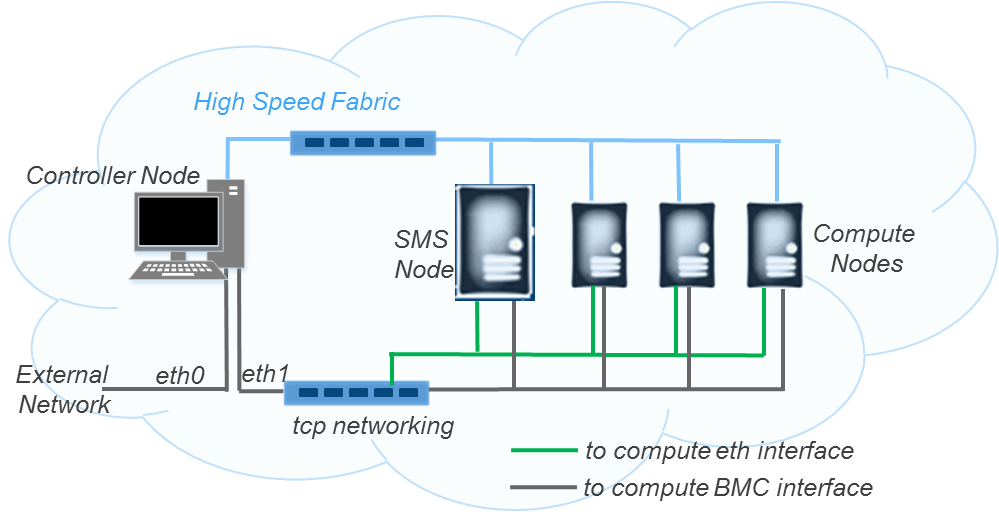 High Speed Fabric
Controller Node
SMS
Node
Compute
Nodes
External
Network
eth0
eth1
tcp networking
to compute eth interface
to compute BMC interface